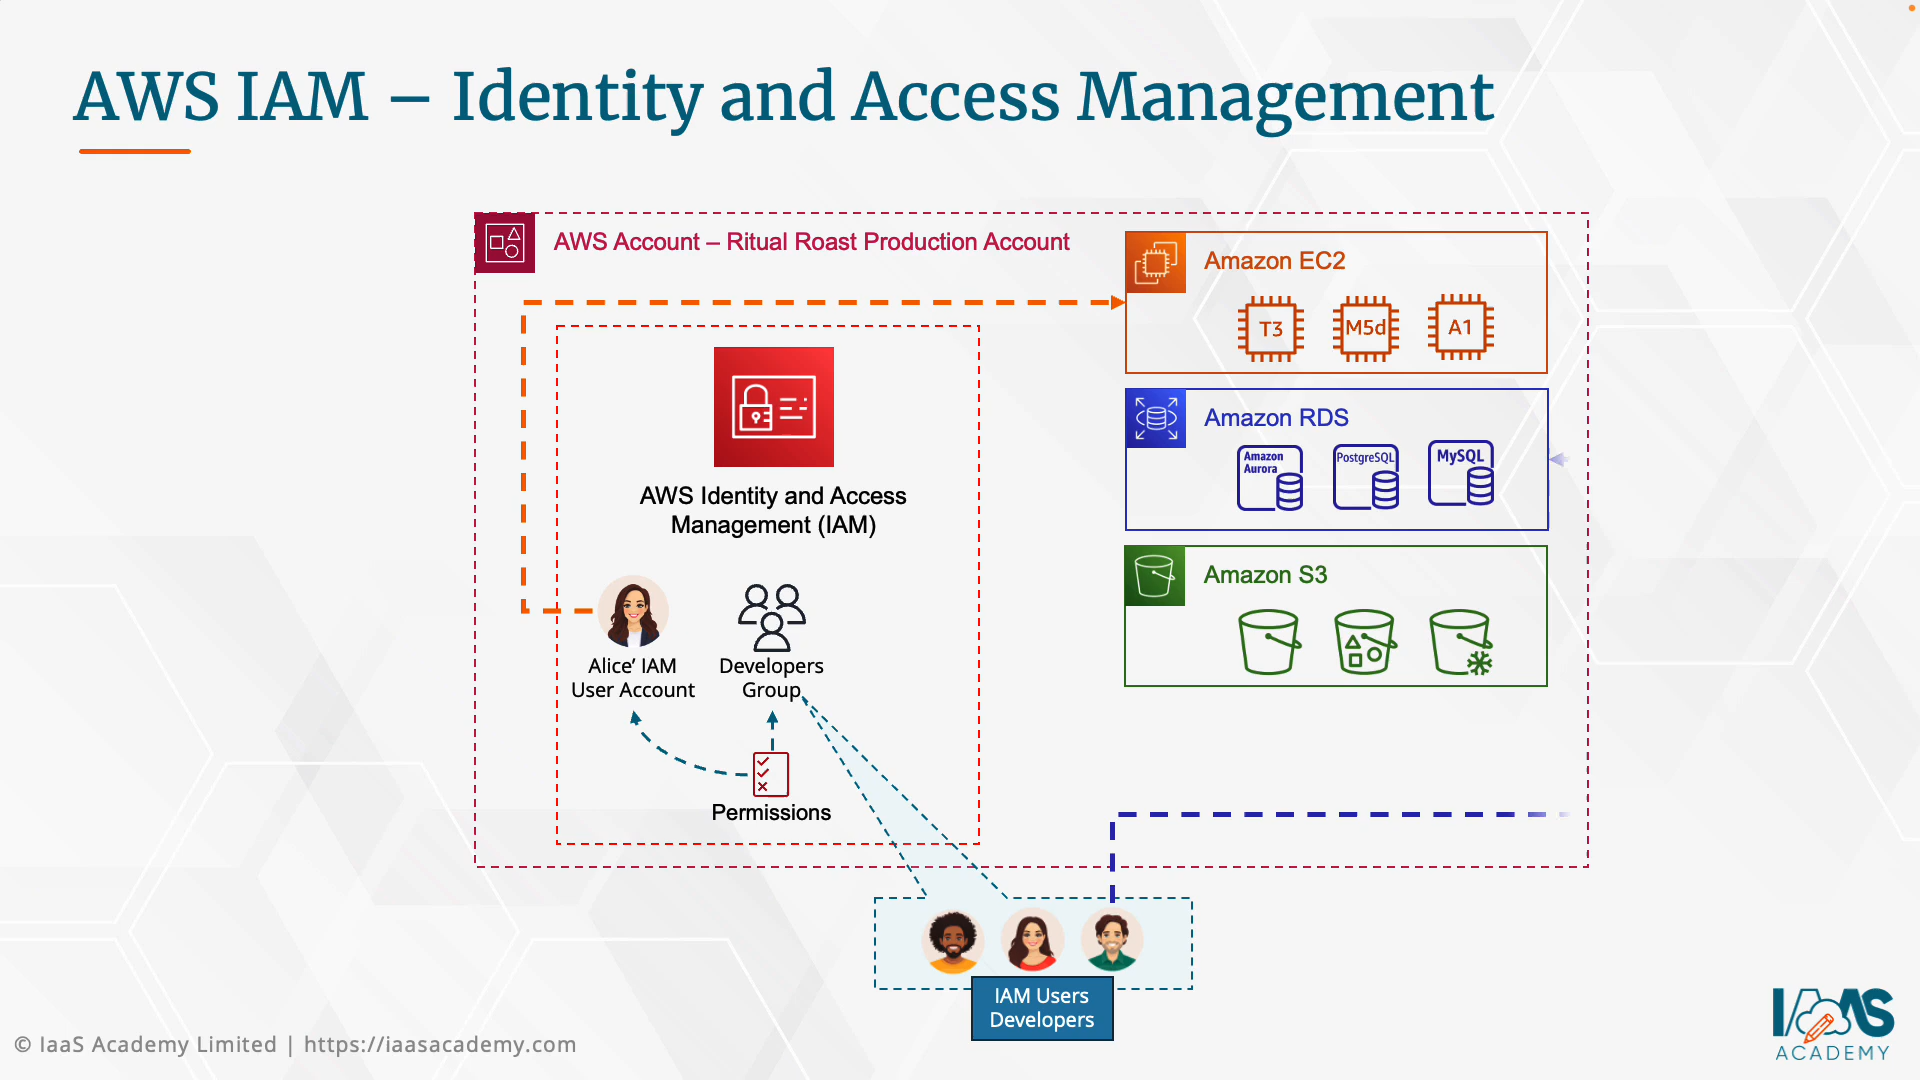 AWS IAM – Identity and Access Management
AWS Account – Ritual Roast Production Account
Amazon EC2
T3
M5d
A1
Amazon RDS
Amazon
Aurora
PostgreSQL
MySQL
Amazon S3
AWS Identity and Access
Management (IAM)
Alice’ IAM
User Account
Developers
Group
Permissions
IAM Users
Developers
© IaaS Academy Limited | https://iaasacademy.com
IAAS
ACADEMY